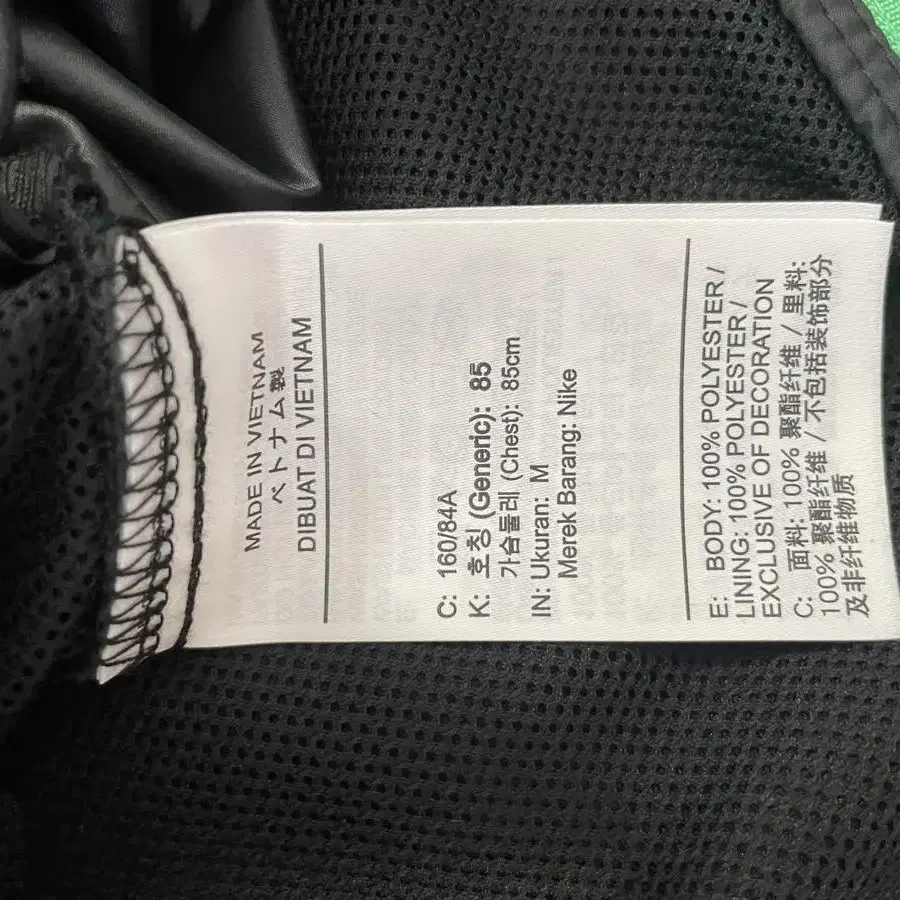 MADE IN VIETNAM
ベトナム製
DIBUAT DI VIETNAM
C: 160/84A
K: 호칭 (Generic): 85
가슴둘레 (Chest): 85cm
IN: Ukuran: M
Merek Barang: Nike
E: BODY: 100% POLYESTER /
LINING: 100% POLYESTER /
EXCLUSIVE OF DECORATION
C: 面料: 100% 聚酯纤维 / 里料:
100% 聚酯纤维 / 不包括装饰部分
及非纤维物质